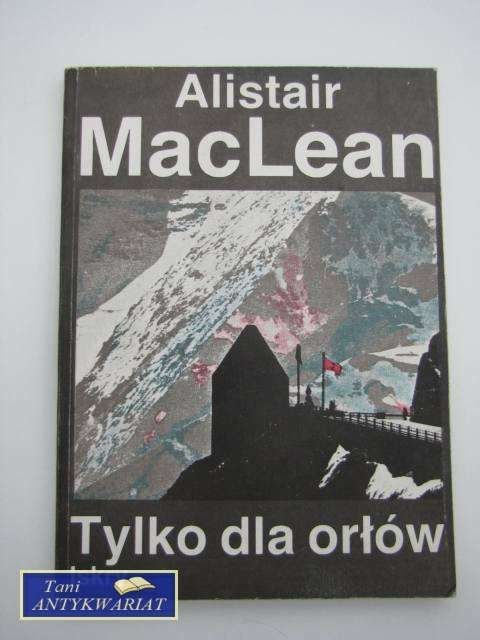 Alistair
MacLean
Tylko dla orłów
Tani
ANTYKWARIAT